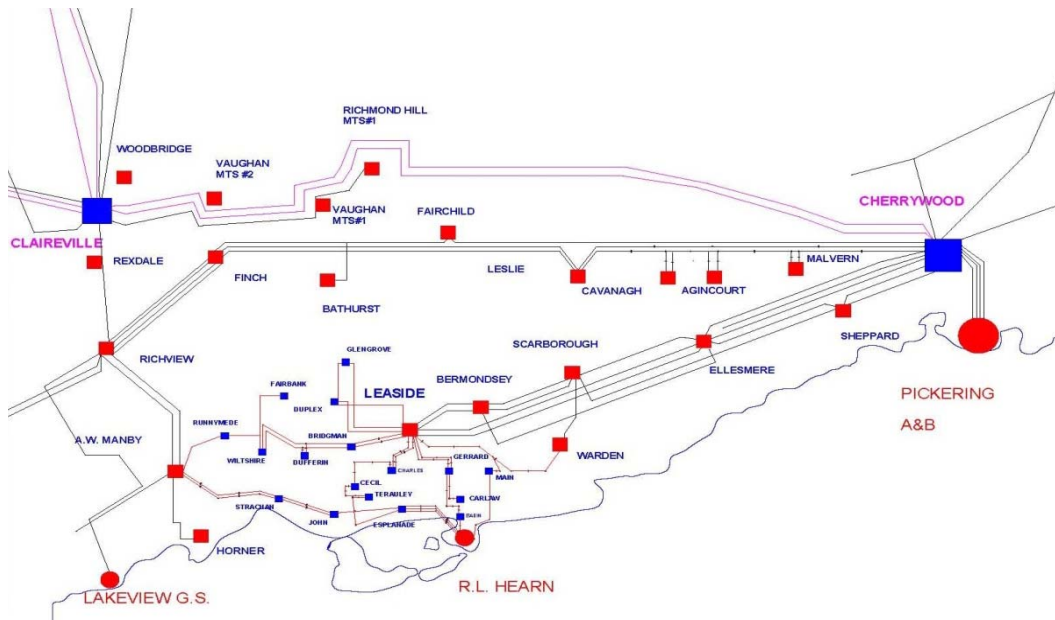 RICHMOND HILL
MTS#1
WOODBRIDGE
VAUGHAN
MTS #2
VAUGHAN
MTS#1
FAIRCHILD
CHERRYWOOD
CLAIREVILLE
REXDALE
FINCH
LESLIE
MALVERN
CAVANAGH
AGINCOURT
BATHURST
SHEPPARD
RICHVIEW
GLENGROVE
SCARBOROUGH
ELLESMERE
FAIRBANK
LEASIDE
BERMONDSEY
PICKERING
A&B
DUPLEX
RUNNYMEDE
BRIDGMAN
A.W. MANBY
WILTSHIRE
DUFFERIN
GERRARD
WARDEN
CHARLES
MAIN
CECIL
TERAULEY
CARLAW
STRACHAN
JOHN
ESPLANADE
BASIN
HORNER
R.L. HEARN
LAKEVIEW G.S.